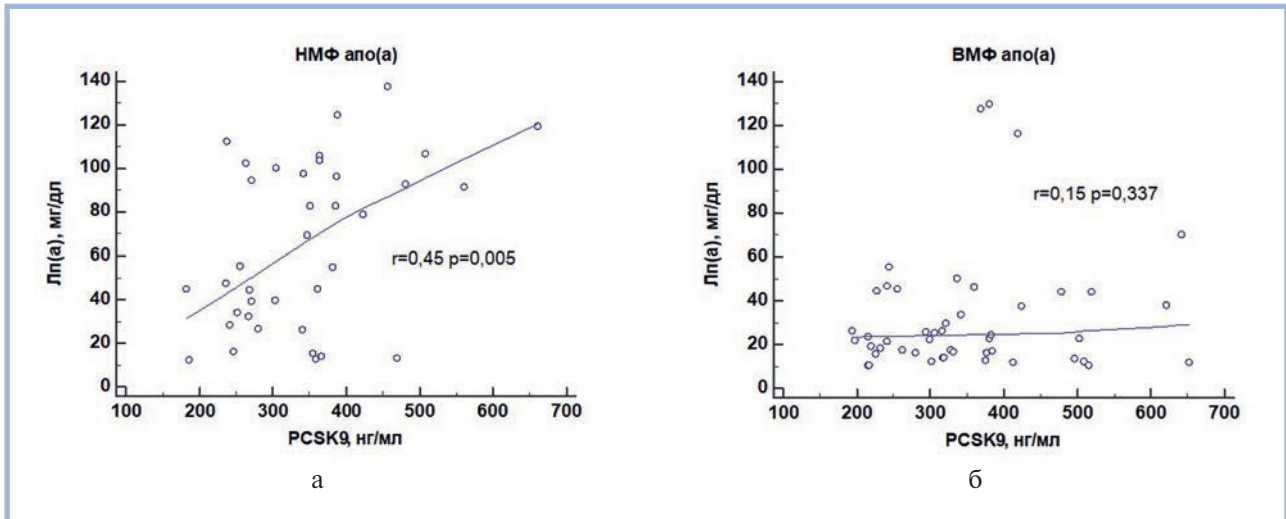 НМФ апо(а)
140
120
100
80
60
40
20
0
Лп(а), мг/дл
r=0,45 p=0,005
100 200 300 400 500 600 700
PCSK9, нг/мл
а
ВМФ апо(а)
140
120
100
80
60
40
20
0
Лп(а), мг/дл
r=0,15 p=0,337
100 200 300 400 500 600 700
PCSK9, нг/мл
б